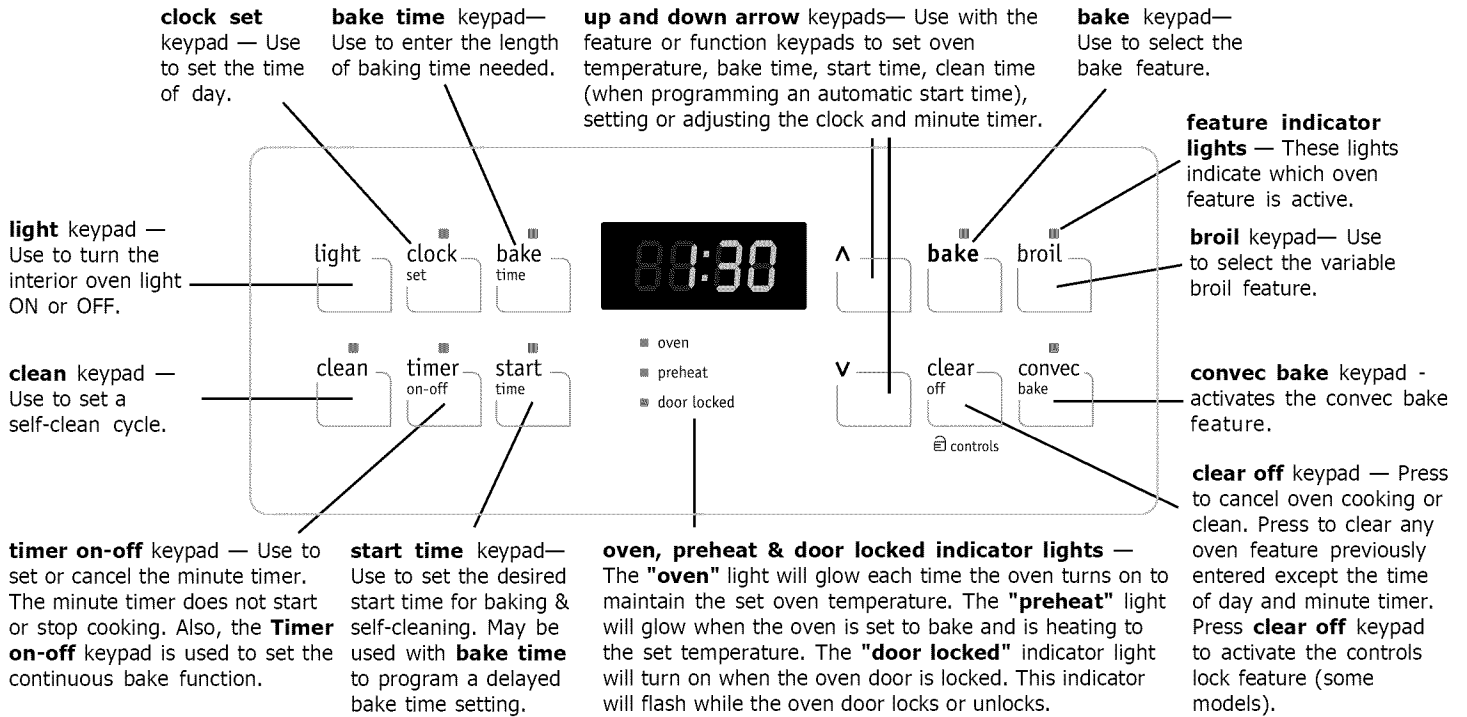 clock set
keypad — Use
to set the time
of day.
bake time keypad—
Use to enter the length
of baking time needed.
up and down arrow keypads— Use with the
feature or function keypads to set oven
temperature, bake time, start time, clean time
(when programming an automatic start time),
setting or adjusting the clock and minute timer.
bake keypad—
Use to select the
bake feature.
feature indicator
lights — These lights
indicate which oven
feature is active.
light keypad —
Use to turn the
interior oven light
ON or OFF.
broil keypad— Use
to select the variable
broil feature.
light
clock
set
bake
time
1:30
bake
broil
clean keypad —
Use to set a
self-clean cycle.
clean
timer
on-off
start
time
oven
preheat
door locked
clear
off
controls
convec
bake
convec bake keypad -
activates the convec bake
feature.
clear off keypad — Press
to cancel oven cooking or
clean. Press to clear any
oven feature previously
entered except the time
of day and minute timer.
Press clear off keypad
to activate the controls
lock feature (some
models).
timer on-off keypad — Use to
set or cancel the minute timer.
The minute timer does not start
or stop cooking. Also, the Timer
on-off keypad is used to set the
continuous bake function.
start time keypad—
Use to set the desired
start time for baking &
self-cleaning. May be
used with bake time
to program a delayed
bake time setting.
oven, preheat & door locked indicator lights —
The "oven" light will glow each time the oven turns on to
maintain the set oven temperature. The "preheat" light
will glow when the oven is set to bake and is heating to
the set temperature. The "door locked" indicator light
will turn on when the oven door is locked. This indicator
will flash while the oven door locks or unlocks.